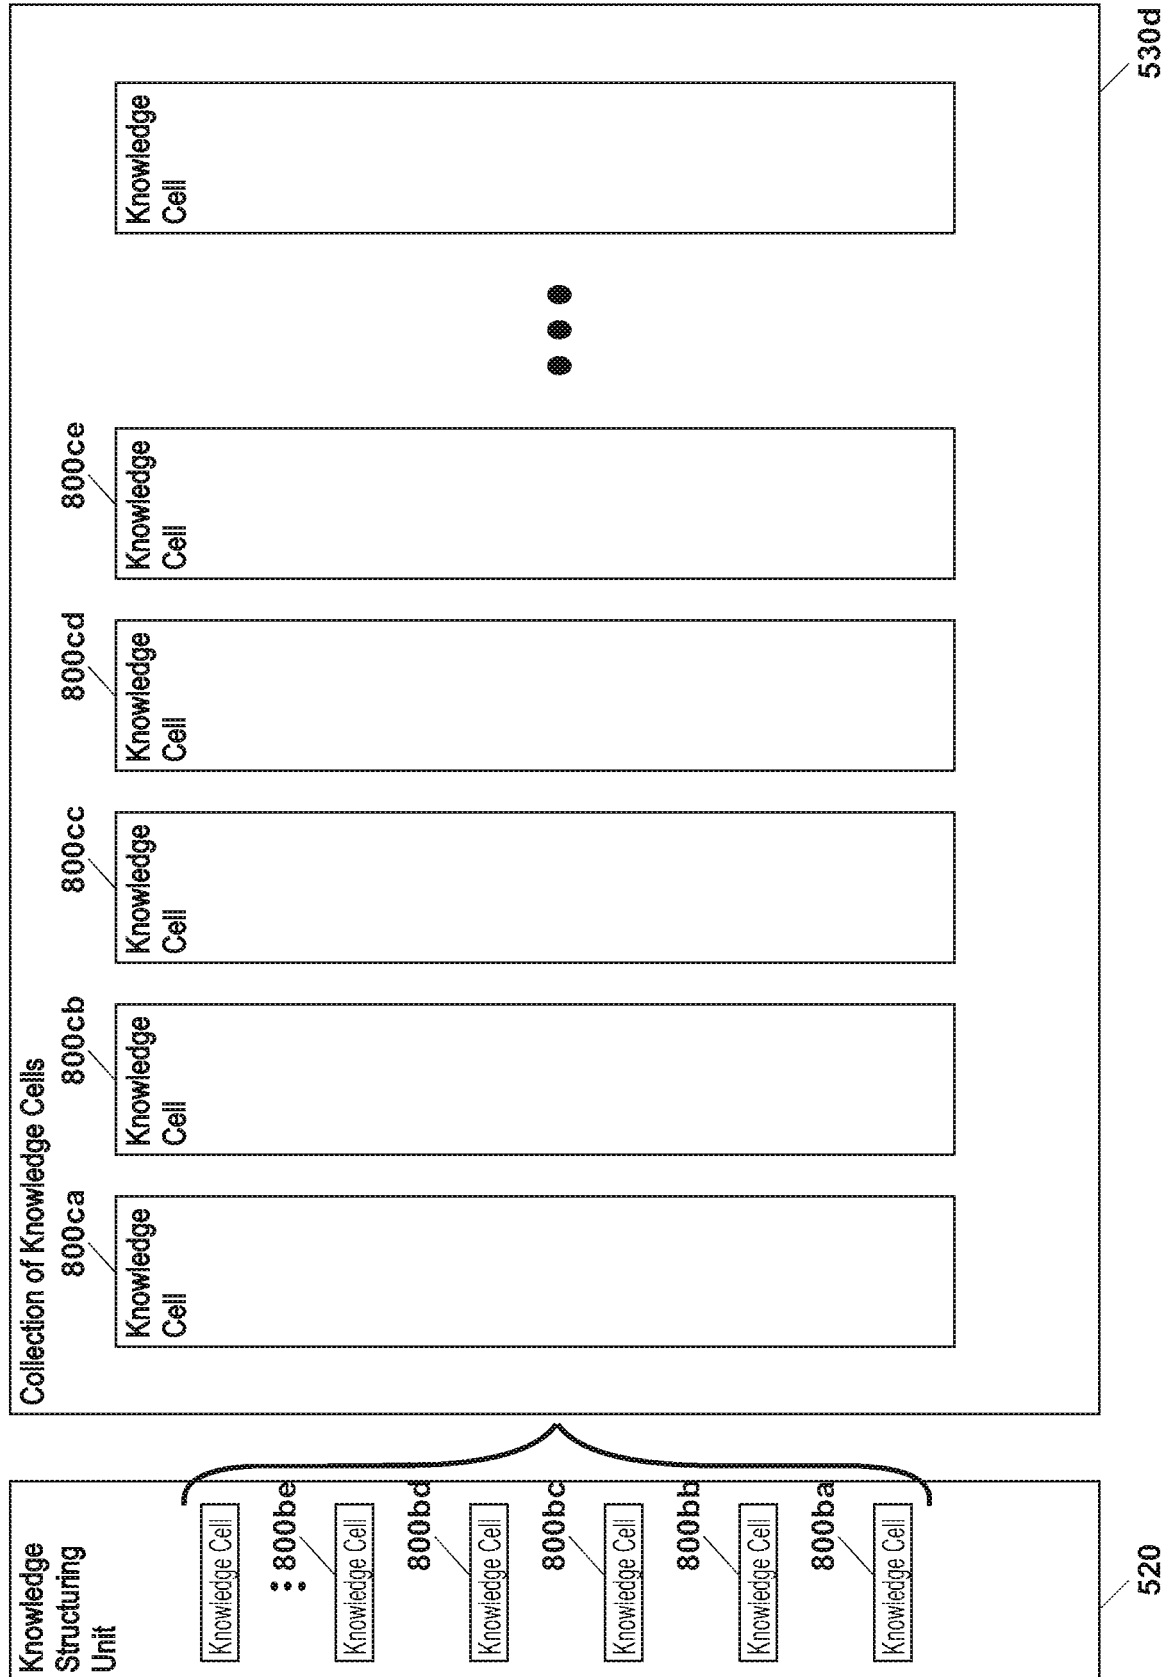 Knowledge
Structuring
Unit
Knowledge Cell
800be
Knowledge Cell
800bd
Knowledge Cell
800bc
Knowledge Cell
800bb
Knowledge Cell
800ba
Knowledge Cell
520
Collection of Knowledge Cells
800ca
Knowledge
Cell
800cb
Knowledge
Cell
800cc
Knowledge
Cell
800cd
Knowledge
Cell
800ce
Knowledge
Cell
Knowledge
Cell
530d